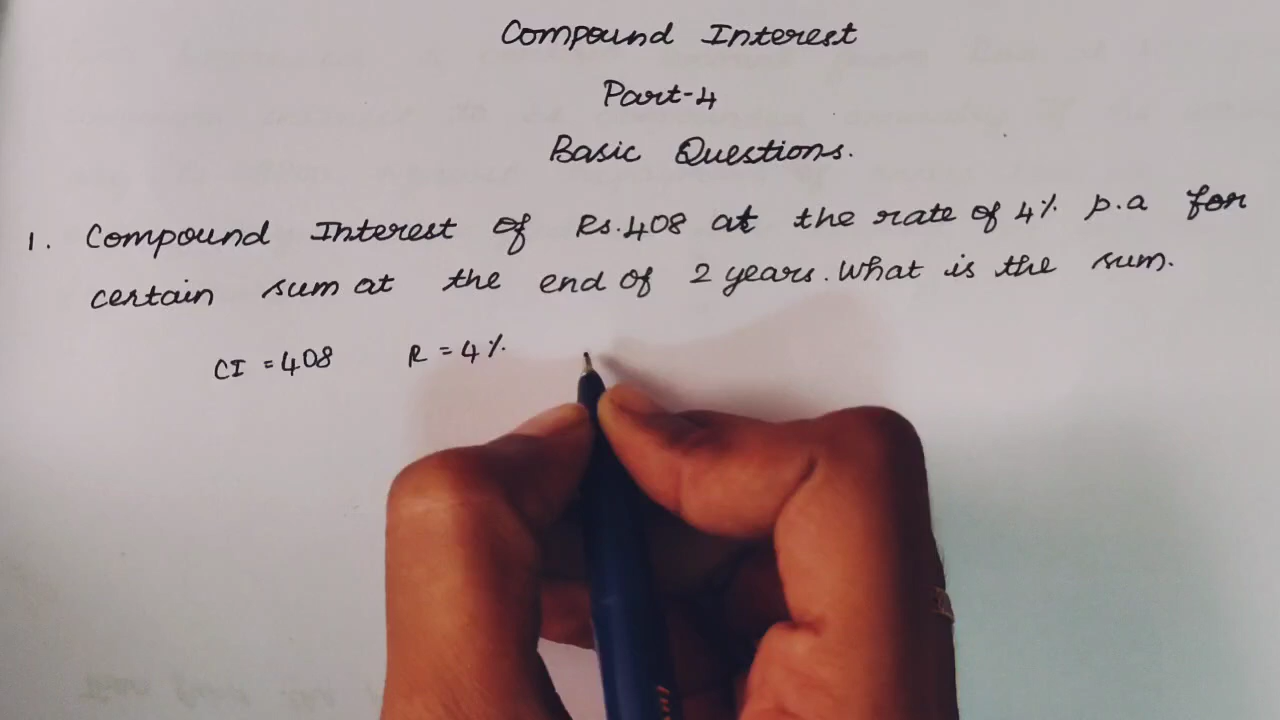 Compound Interest
Part-4
Basic Questions.
1. Compound Interest of Rs.408 at the rate of 4% p.a for
certain sum at the end of 2 years. What is the sum.
CI = 408 R = 4%